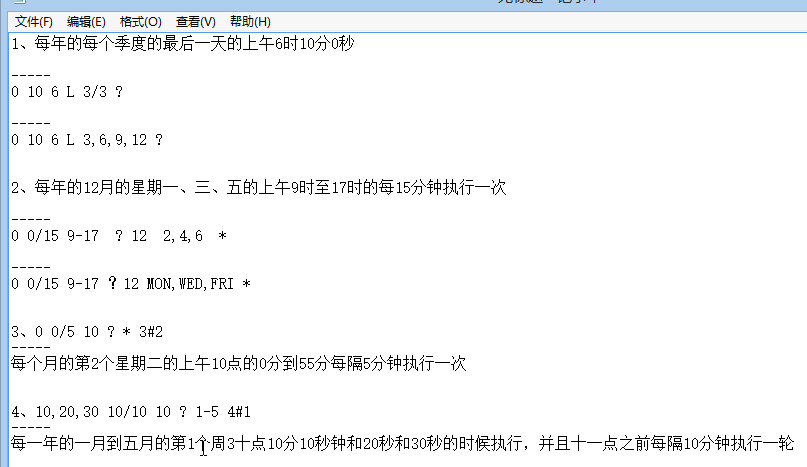 文件(F) 编辑(E) 格式(O) 查看(V) 帮助(H)
1、每年的每个季度的最后一天的上午6时10分0秒
-----
0 10 6 L 3/3 ?
-----
0 10 6 L 3,6,9,12 ?
2、每年的12月的星期一、三、五的上午9时至17时的每15分钟执行一次
-----
0 0/15 9-17  ? 12  2,4,6  *
-----
0 0/15 9-17 ？12 MON,WED,FRI *
3、0 0/5 10 ? * 3#2
-----
每个月的第2个星期二的上午10点的0分到55分每隔5分钟执行一次
4、10,20,30 10/10 10 ? 1-5 4#1
-----
每一年的一月到五月的第1个周3十点10分10秒钟和20秒和30秒的时候执行，并且十一点之前每隔10分钟执行一轮